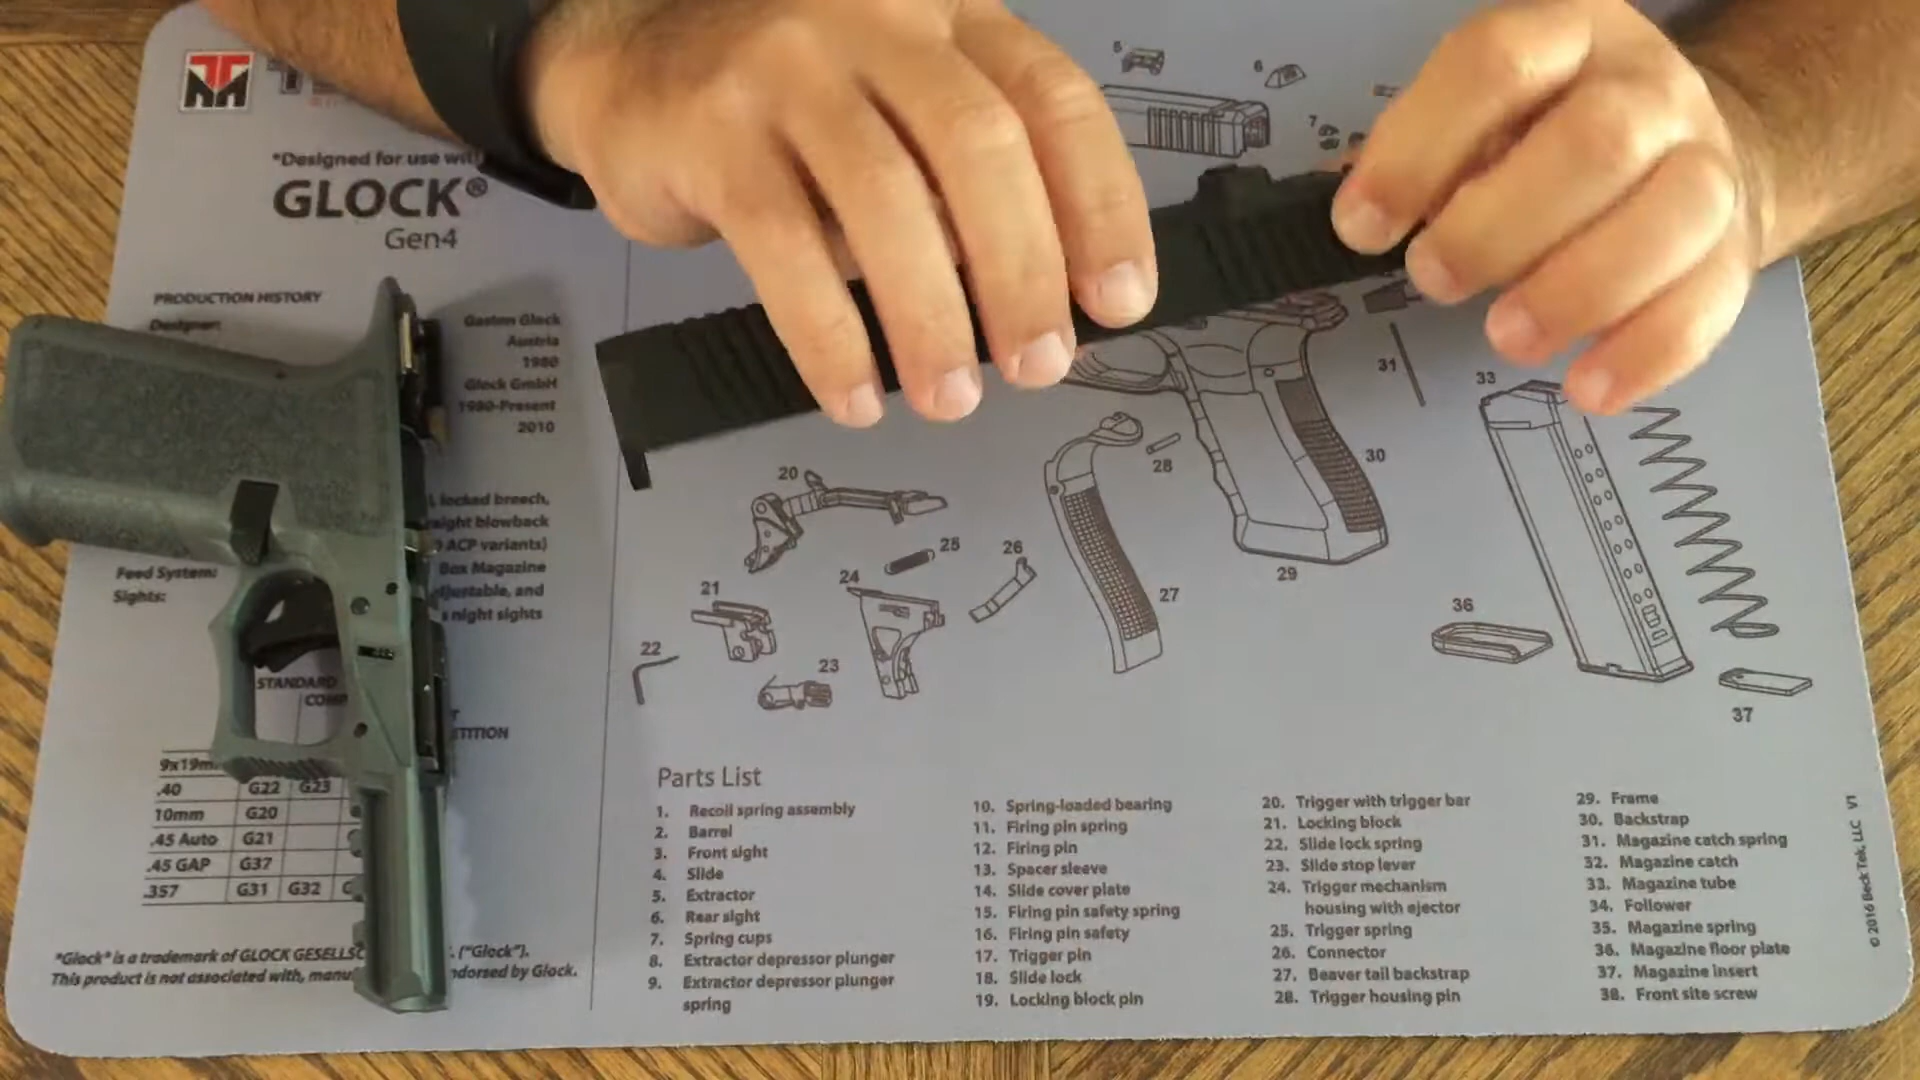 *Designed for use with
GLOCK®
Gen4
PRODUCTION HISTORY
Designer:
Gaston Glock
Austria
1980
Glock GmbH
1980-Present
2010
locked breech,
blowback
ACP variants)
Feed System:
Box Magazine
Sights:
and
night sights
STANDARD
9x19m
.40 G22 G23
10mm G20
.45 Auto G21
.45 GAP G37
.357 G31 G32
*Glock® is a trademark of GLOCK ("Glock").
This product is not associated with, endorsed by Glock.
5
6
7
20
21
22
23
24
25
26
27
28
29
30
31
33
36
37
Parts List
1. Recoil spring assembly
2. Barrel
3. Front sight
4. Slide
5. Extractor
6. Rear sight
7. Spring cups
8. Extractor depressor plunger
9. Extractor depressor plunger
spring
10. Spring-loaded bearing
11. Firing pin spring
12. Firing pin
13. Spacer sleeve
14. Slide cover plate
15. Firing pin safety spring
16. Firing pin safety
17. Trigger pin
18. Slide lock
19. Locking block pin
20. Trigger with trigger bar
21. Locking block
22. Slide lock spring
23. Slide stop lever
24. Trigger mechanism
housing with ejector
25. Trigger spring
26. Connector
27. Beaver tail backstrap
28. Trigger housing pin
29. Frame
30. Backstrap
31. Magazine catch spring
32. Magazine catch
33. Magazine tube
34. Follower
35. Magazine spring
36. Magazine floor plate
37. Magazine insert
38. Front site screw
© 2016 Beck Tek, LLC V1